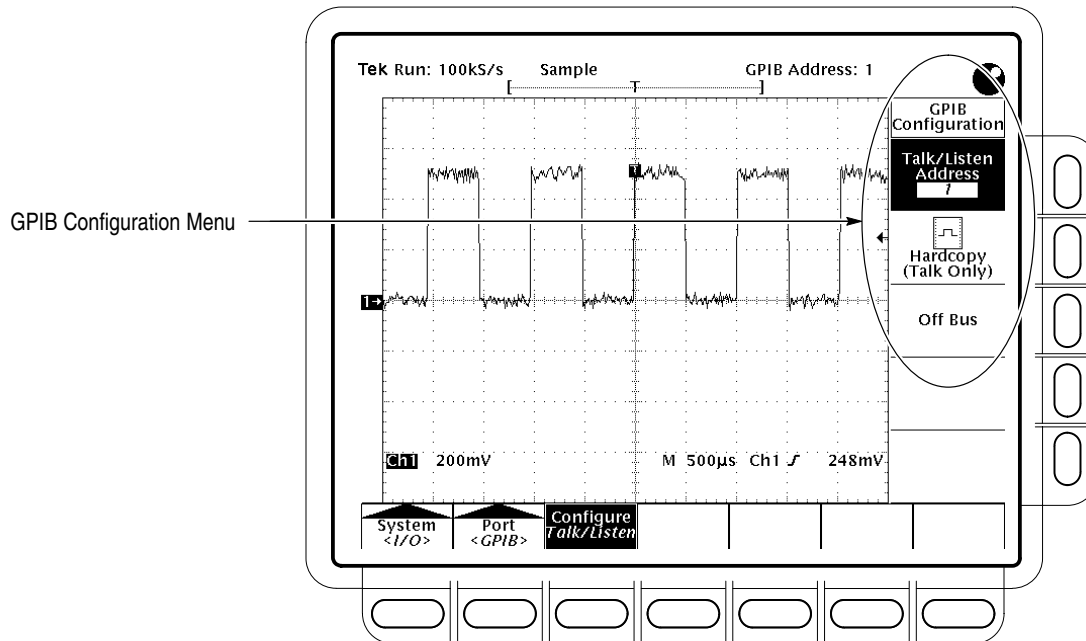 Tek Run: 100kS/s Sample GPIB Address: 1
[ T ]
GPIB
Configuration
Talk/Listen
Address
1
T
GPIB Configuration Menu
Hardcopy
(Talk Only)
1→
Off Bus
Ch1 200mV M 500µs Ch1 248mV
System
<I/O>
Port
<GPIB>
Configure
Talk/Listen